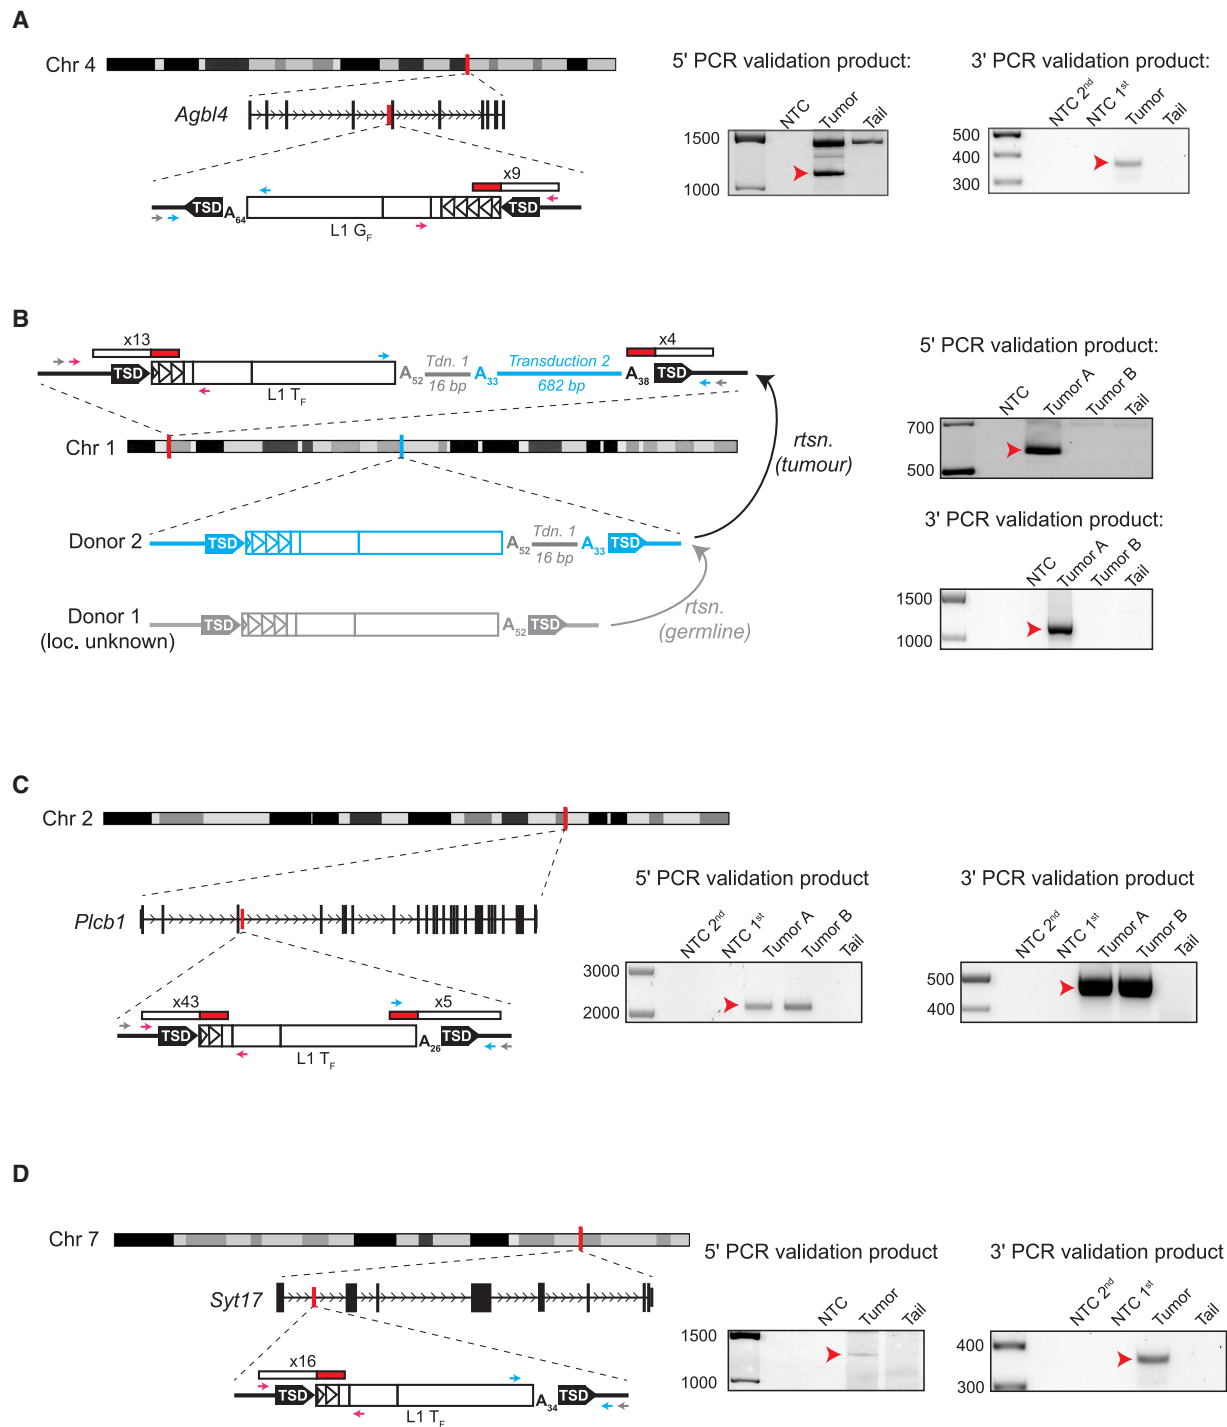 A
Chr 4
Agbl4
x9
TSD
A64
TSD
L1 GF
5' PCR validation product:
NTC
Tumor
Tail
1500
1000
3' PCR validation product:
NTC 2nd
NTC 1st
Tumor
Tail
500
400
300
B
x13
x4
TSD
A52
Tdn. 1
16 bp
A33
Transduction 2
682 bp
A38
TSD
L1 TF
Chr 1
rtsn.
(tumour)
Donor 2
TSD
A52
Tdn. 1
16 bp
A33
TSD
Donor 1
(loc. unknown)
TSD
A52
TSD
rtsn.
(germline)
5' PCR validation product:
NTC
Tumor A
Tumor B
Tail
700
500
3' PCR validation product:
NTC
Tumor A
Tumor B
Tail
1500
1000
C
Chr 2
Plcb1
x43
x5
TSD
A26
TSD
L1 TF
5' PCR validation product
NTC 2nd
NTC 1st
Tumor A
Tumor B
Tail
3000
2000
3' PCR validation product
NTC 2nd
NTC 1st
Tumor A
Tumor B
Tail
500
400
D
Chr 7
Syt17
x16
TSD
A34
TSD
L1 TF
5' PCR validation product
NTC
Tumor
Tail
1500
1000
3' PCR validation product
NTC 2nd
NTC 1st
Tumor
Tail
400
300